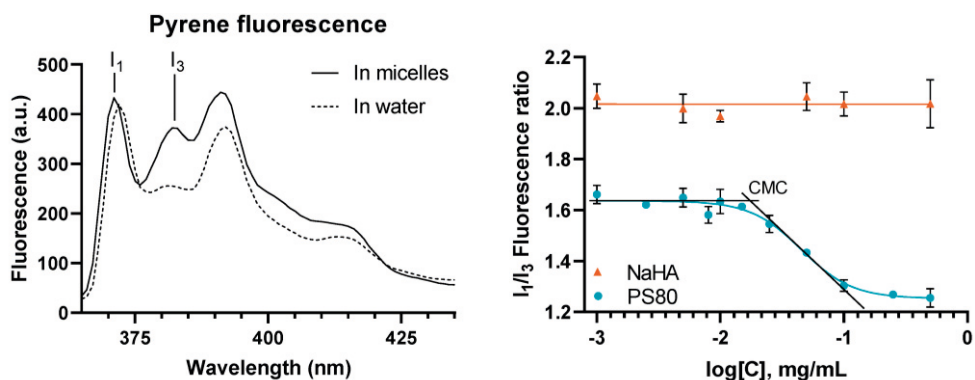 Pyrene fluorescence
I₁ I₃
In micelles
In water
Fluorescence (a.u.)
500
400
300
200
100
0
375 400 425
Wavelength (nm)
I₁/I₃ Fluorescence ratio
2.2
2.0
1.8
1.6
1.4
1.2
CMC
NaHA
PS80
-3 -2 -1 0
log[C], mg/mL